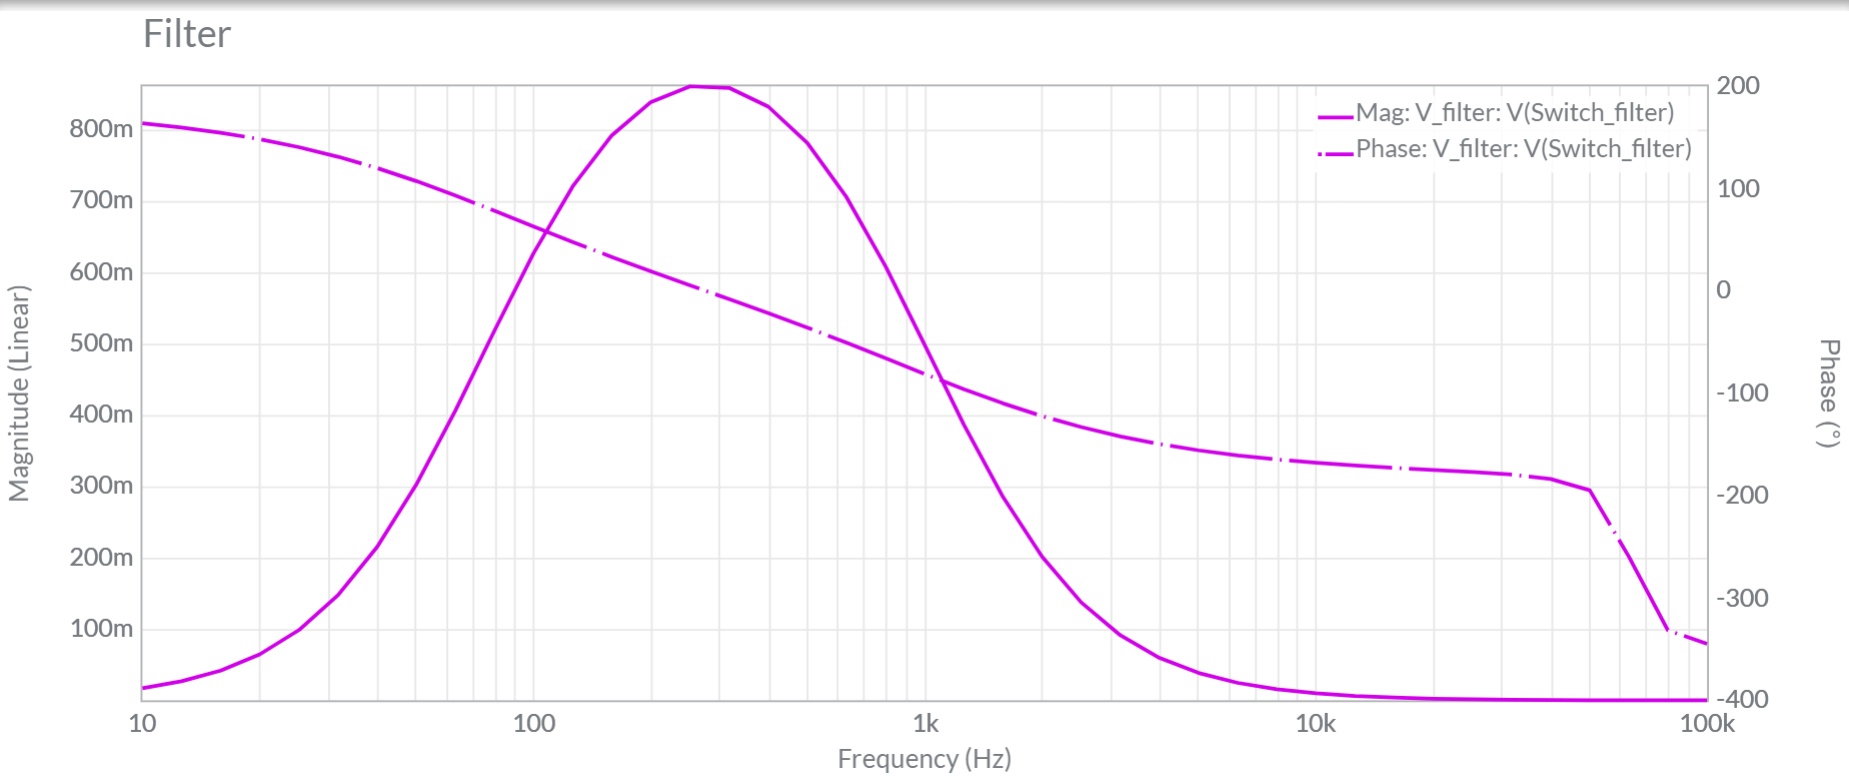 Filter
Mag: V_filter: V(Switch_filter)
Phase: V_filter: V(Switch_filter)
800m
700m
600m
500m
400m
300m
200m
100m
Magnitude (Linear)
200
100
0
-100
-200
-300
-400
Phase (°)
10
100
1k
10k
100k
Frequency (Hz)